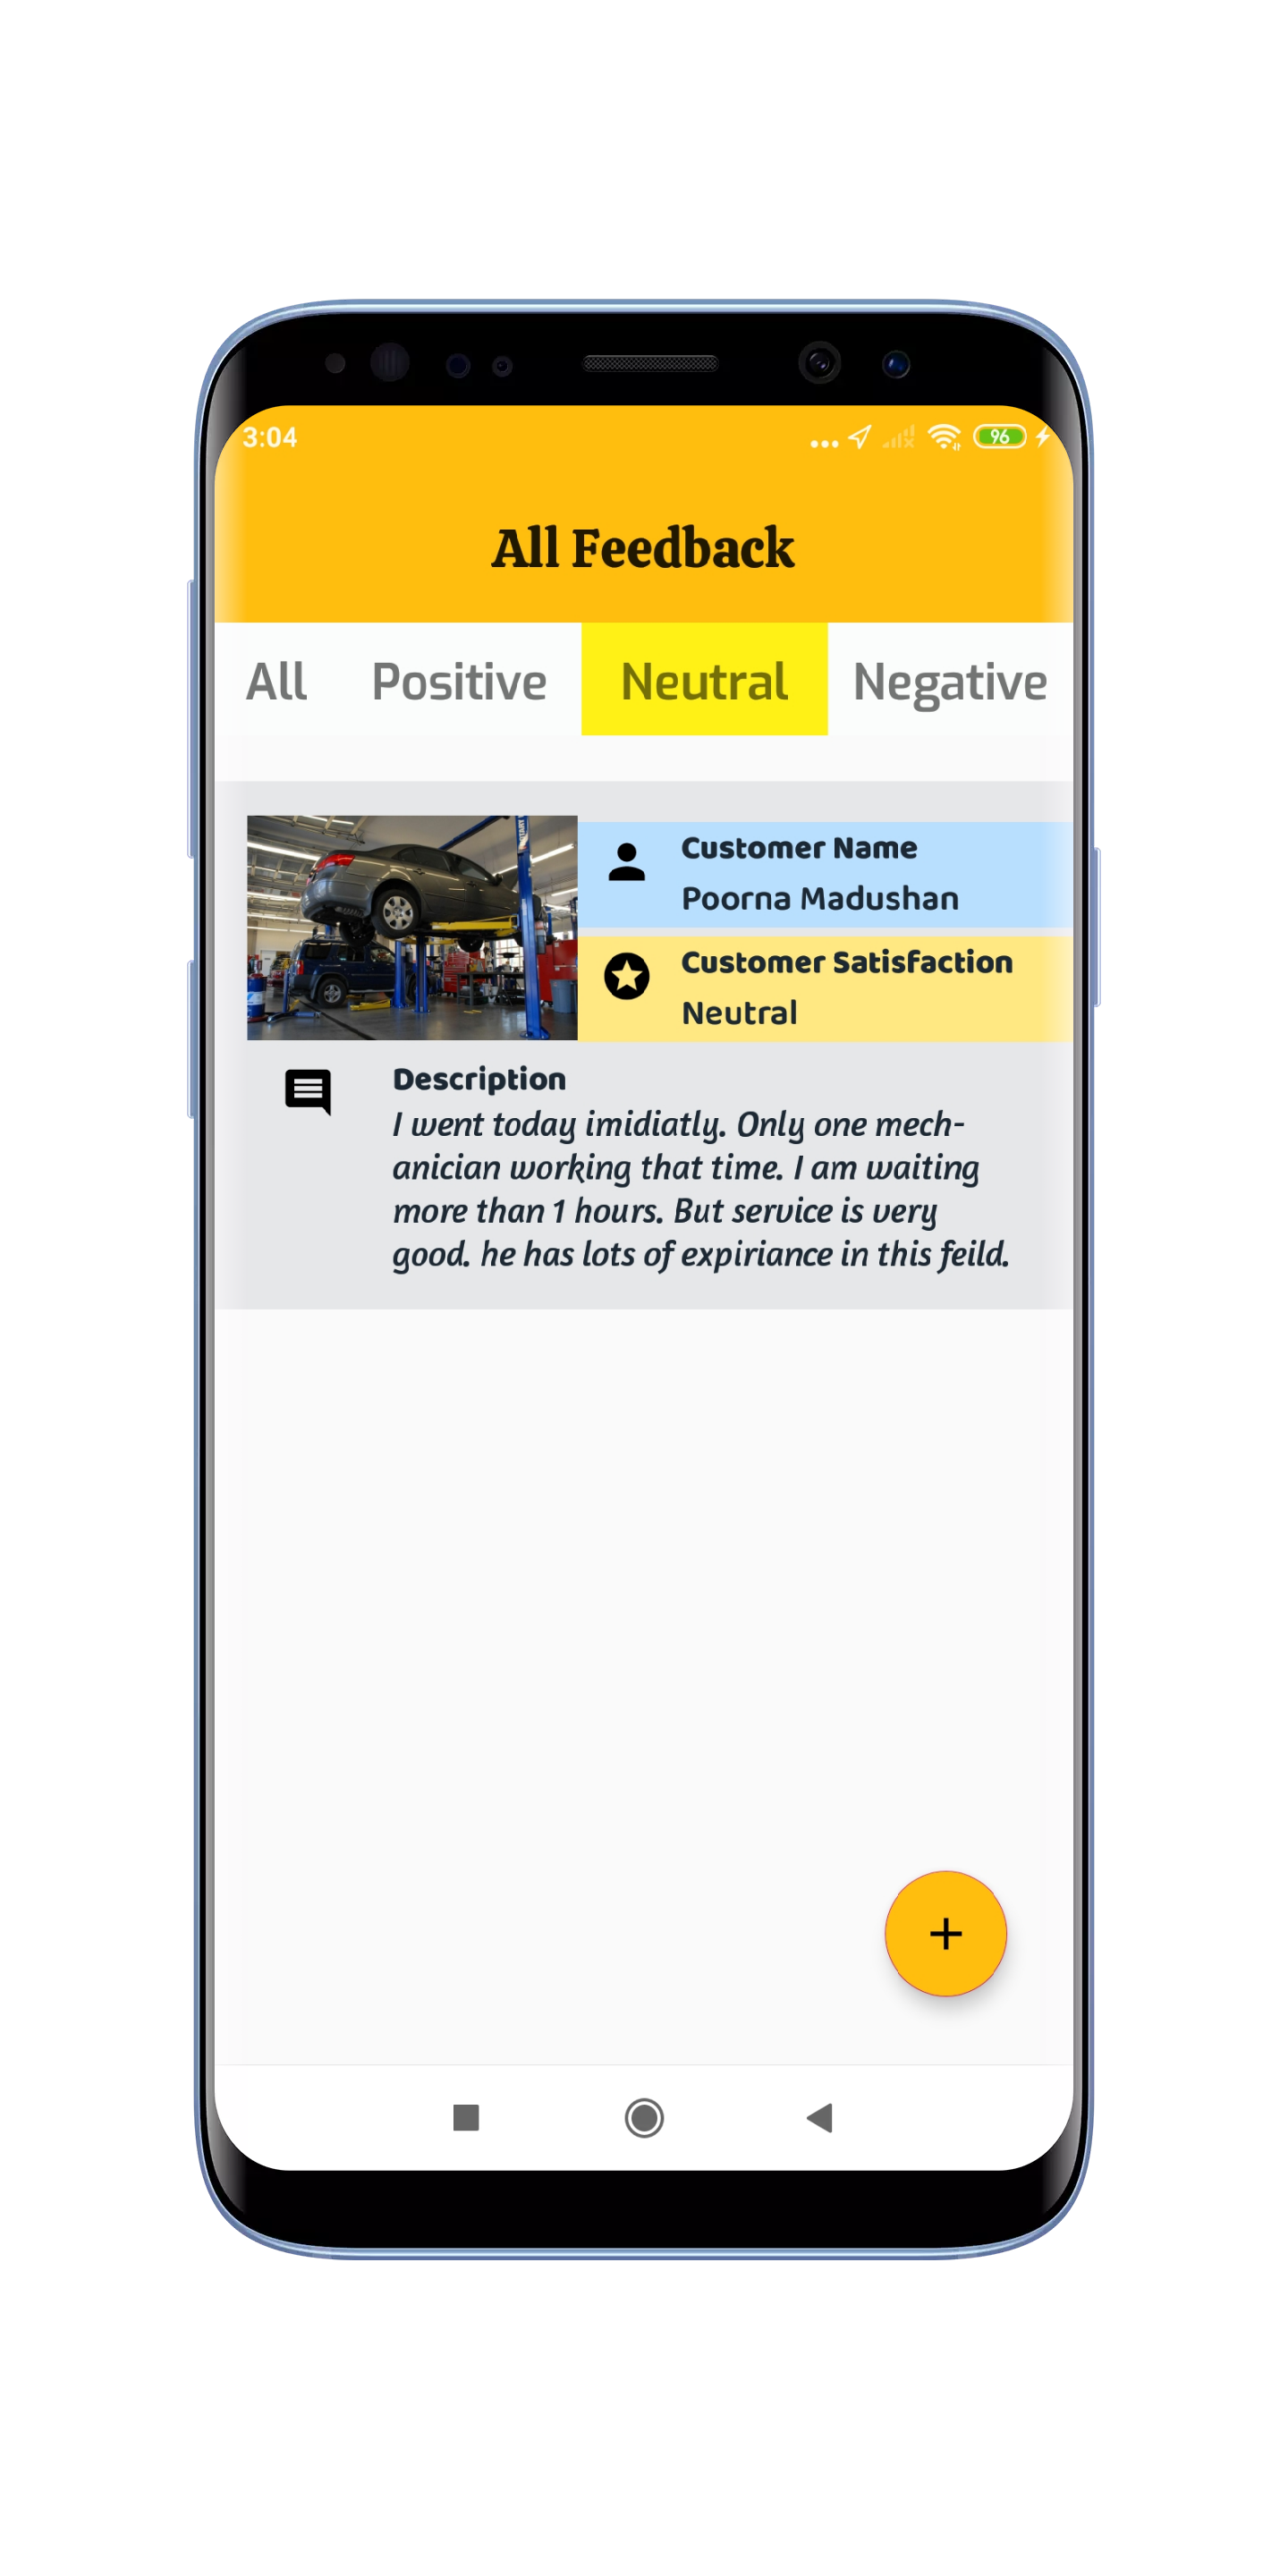 3:04
96
All Feedback
All Positive Neutral Negative
Customer Name
Poorna Madushan
Customer Satisfaction
Neutral
Description
I went today imidiatly. Only one mech-
anician working that time. I am waiting
more than 1 hours. But service is very
good. he has lots of expiriance in this feild.